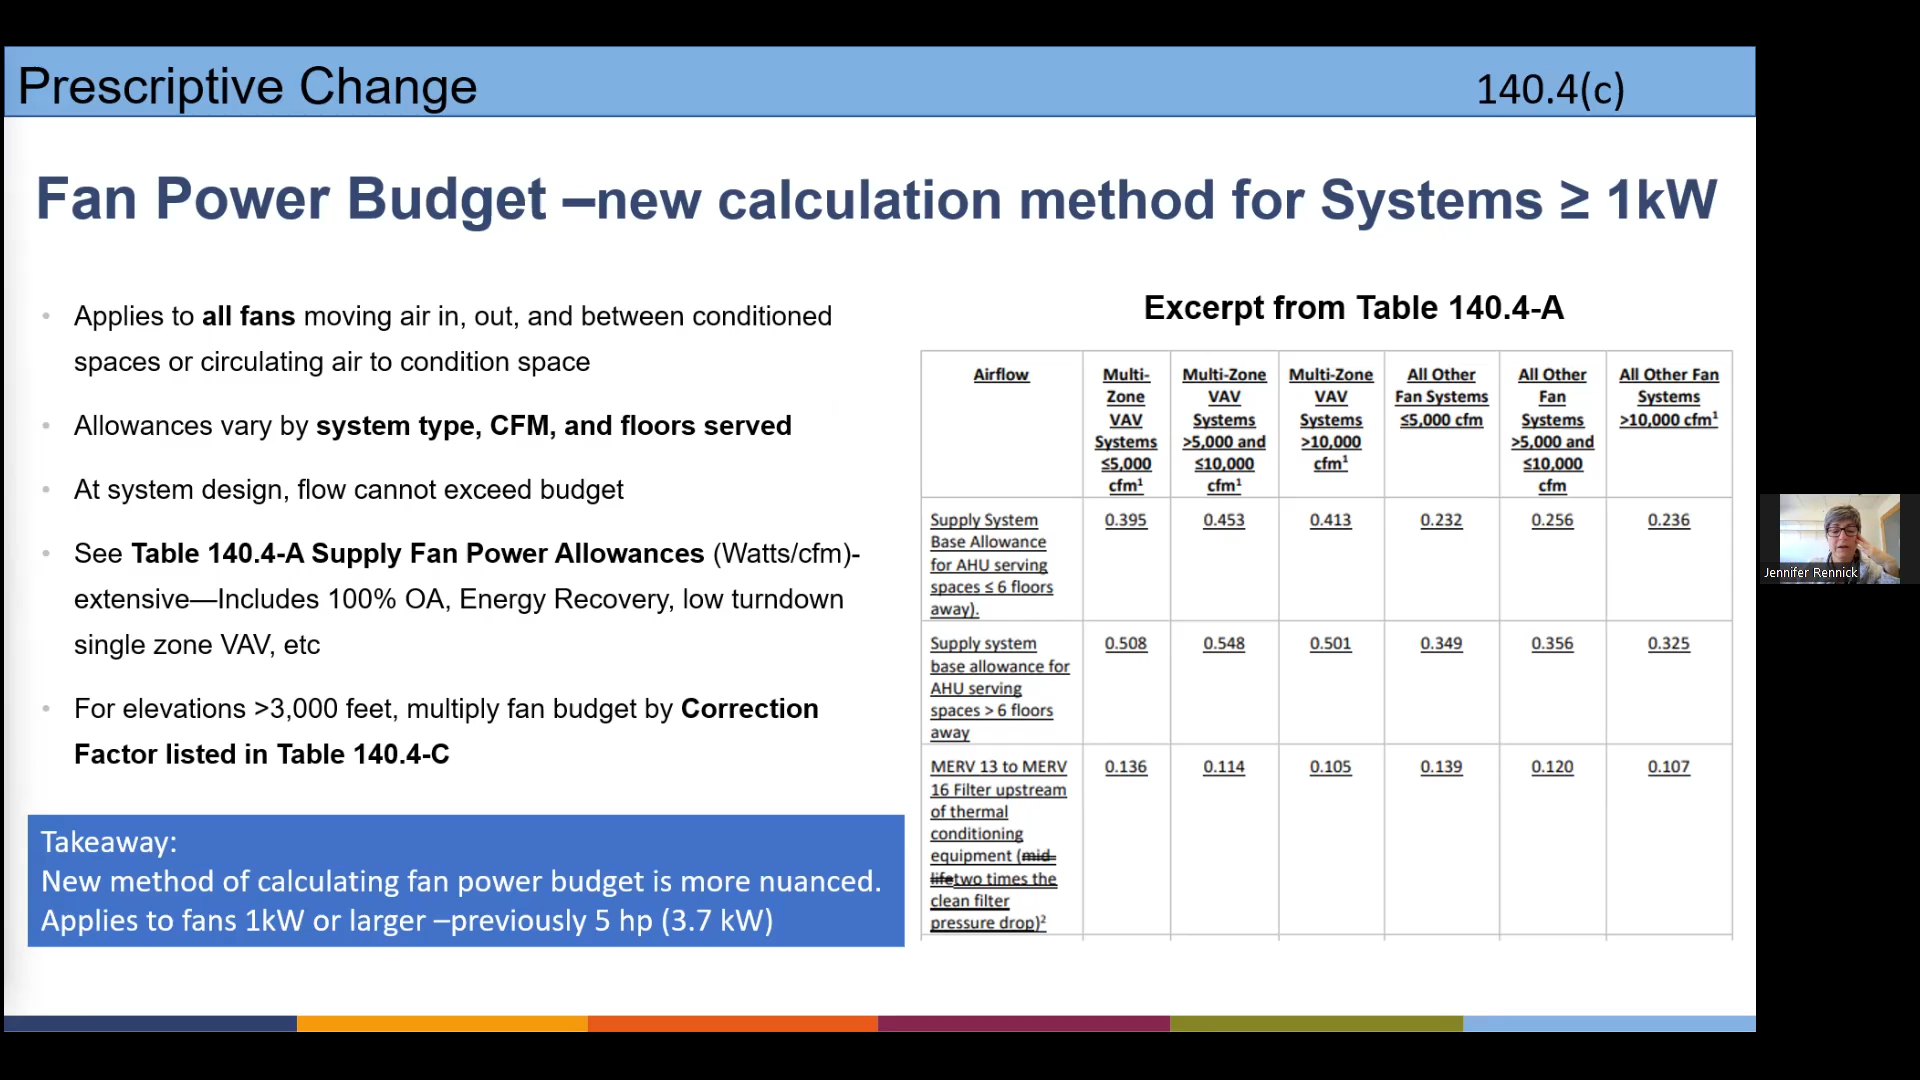 Prescriptive Change
140.4(c)
Fan Power Budget –new calculation method for Systems ≥ 1kW
• Applies to all fans moving air in, out, and between conditioned
spaces or circulating air to condition space
• Allowances vary by system type, CFM, and floors served
• At system design, flow cannot exceed budget
• See Table 140.4-A Supply Fan Power Allowances (Watts/cfm)-
extensive—Includes 100% OA, Energy Recovery, low turndown
single zone VAV, etc
• For elevations >3,000 feet, multiply fan budget by Correction
Factor listed in Table 140.4-C
Takeaway:
New method of calculating fan power budget is more nuanced.
Applies to fans 1kW or larger –previously 5 hp (3.7 kW)
Excerpt from Table 140.4-A
Airflow
Multi-
Zone
VAV
Systems
≤5,000
cfm¹
Multi-Zone
VAV
Systems
>5,000 and
≤10,000
cfm¹
Multi-Zone
VAV
Systems
>10,000
cfm¹
All Other
Fan Systems
≤5,000 cfm
All Other
Fan
Systems
>5,000 and
≤10,000
cfm
All Other Fan
Systems
>10,000 cfm¹
Supply System
Base Allowance
for AHU serving
spaces ≤ 6 floors
away).
0.395 0.453 0.413 0.232 0.256 0.236
Supply system
base allowance for
AHU serving
spaces > 6 floors
away
0.508 0.548 0.501 0.349 0.356 0.325
MERV 13 to MERV
16 Filter upstream
of thermal
conditioning
equipment (mid-
lifetwo times the
clean filter
pressure drop)²
0.136 0.114 0.105 0.139 0.120 0.107
Jennifer Rennick